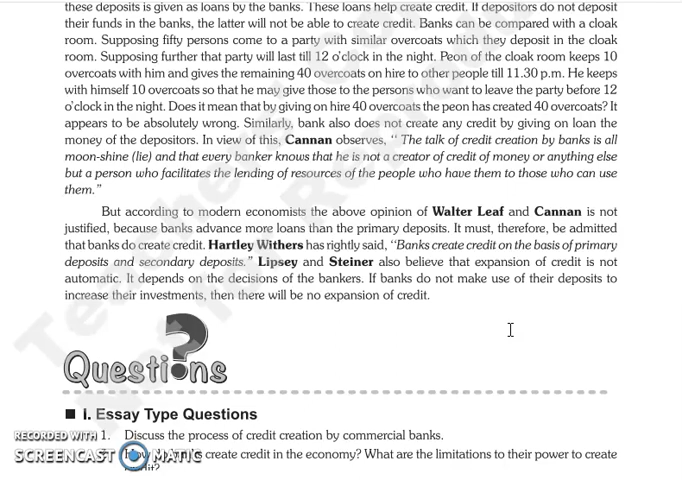 these deposits is given as loans by the banks. These loans help create credit. If depositors do not deposit
their funds in the banks, the latter will not be able to create credit. Banks can be compared with a cloak
room. Supposing fifty persons come to a party with similar overcoats which they deposit in the cloak
room. Supposing further that party will last till 12 o'clock in the night. Peon of the cloak room keeps 10
overcoats with him and gives the remaining 40 overcoats on hire to other people till 11.30 p.m. He keeps
with himself 10 overcoats so that he may give those to the persons who want to leave the party before 12
o'clock in the night. Does it mean that by giving on hire 40 overcoats the peon has created 40 overcoats? It
appears to be absolutely wrong. Similarly, bank also does not create any credit by giving on loan the
money of the depositors. In view of this, Cannan observes, “ The talk of credit creation by banks is all
moon-shine (lie) and that every banker knows that he is not a creator of credit of money or anything else
but a person who facilitates the lending of resources of the people who have them to those who can use
them.”
But according to modern economists the above opinion of Walter Leaf and Cannan is not
justified, because banks advance more loans than the primary deposits. It must, therefore, be admitted
that banks do create credit. Hartley Withers has rightly said, “Banks create credit on the basis of primary
deposits and secondary deposits.” Lipsey and Steiner also believe that expansion of credit is not
automatic. It depends on the decisions of the bankers. If banks do not make use of their deposits to
increase their investments, then there will be no expansion of credit.
Questions
I. Essay Type Questions
1. Discuss the process of credit creation by commercial banks.
create credit in the economy? What are the limitations to their power to create
RECORDED WITH
SCREENCAST MATIC